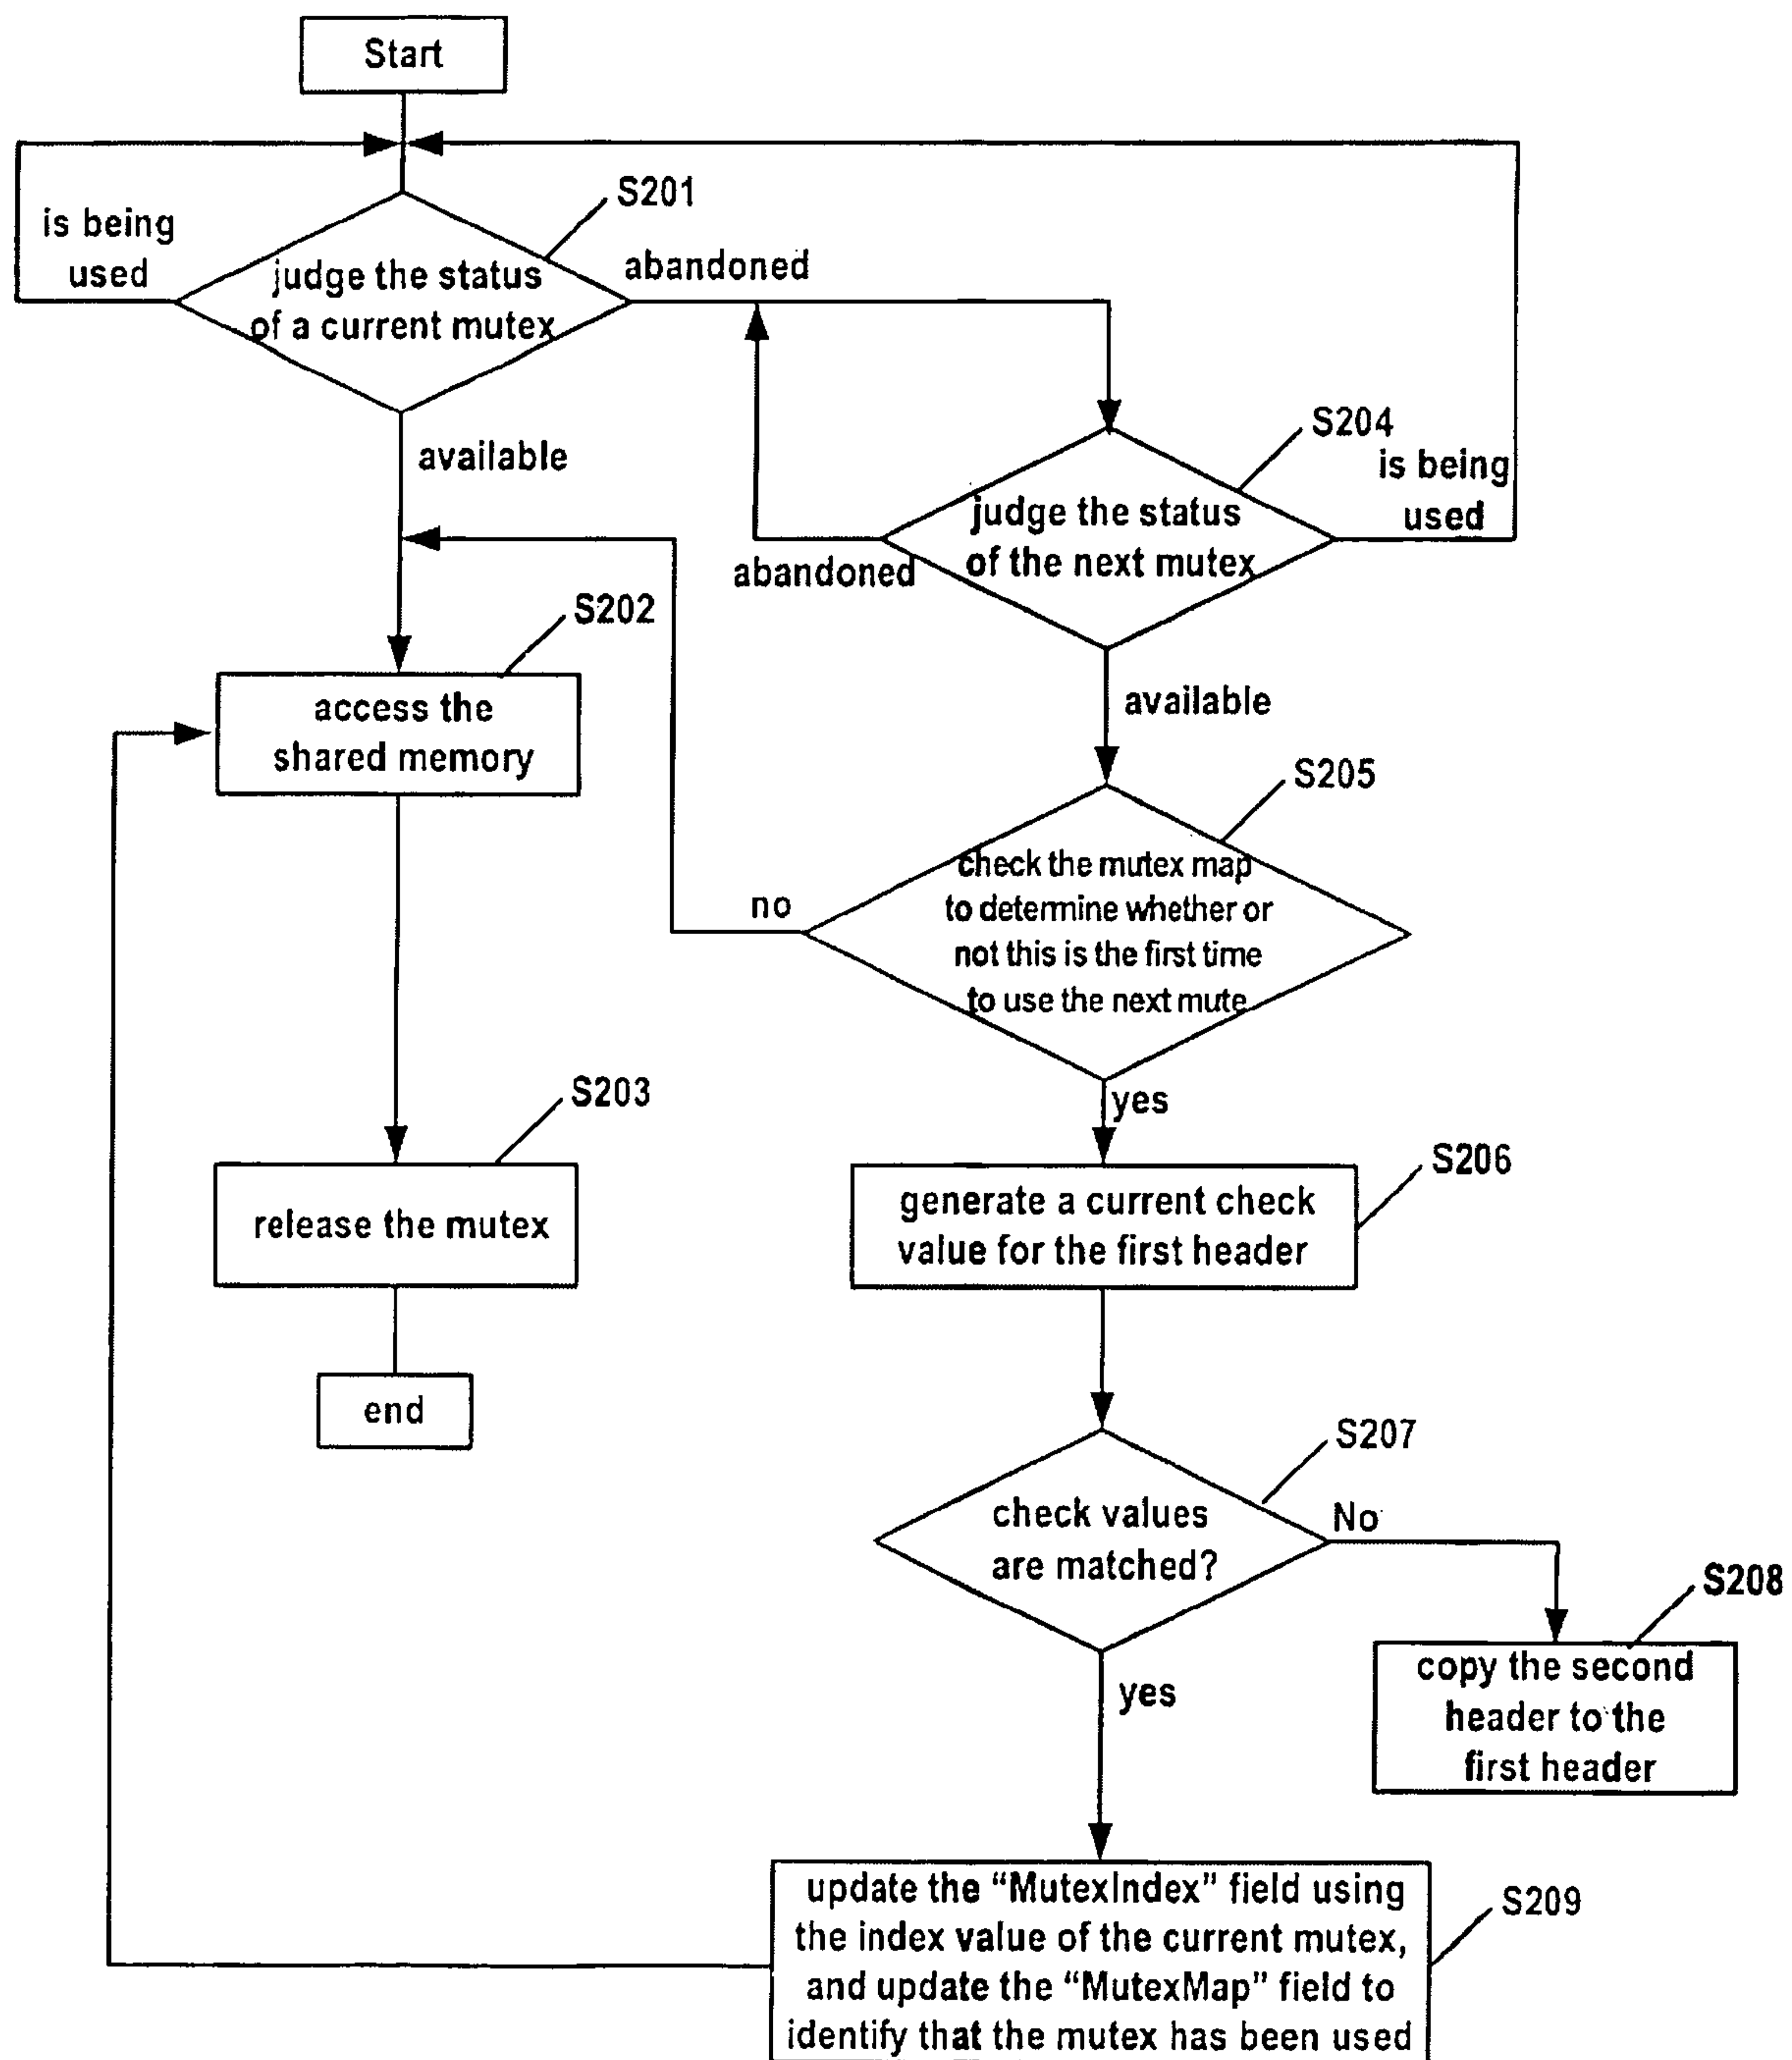 Start
S201
is being
used
judge the status
of a current mutex
abandoned
available
S204
is being
used
judge the status
of the next mutex
abandoned
S202
access the
shared memory
available
S205
check the mutex map
to determine whether or
not this is the first time
to use the next mute
no
yes
S203
release the mutex
end
S206
generate a current check
value for the first header
S207
check values
are matched?
No
S208
copy the second
header to the
first header
yes
S209
update the “MutexIndex” field using
the index value of the current mutex,
and update the “MutexMap” field to
identify that the mutex has been used